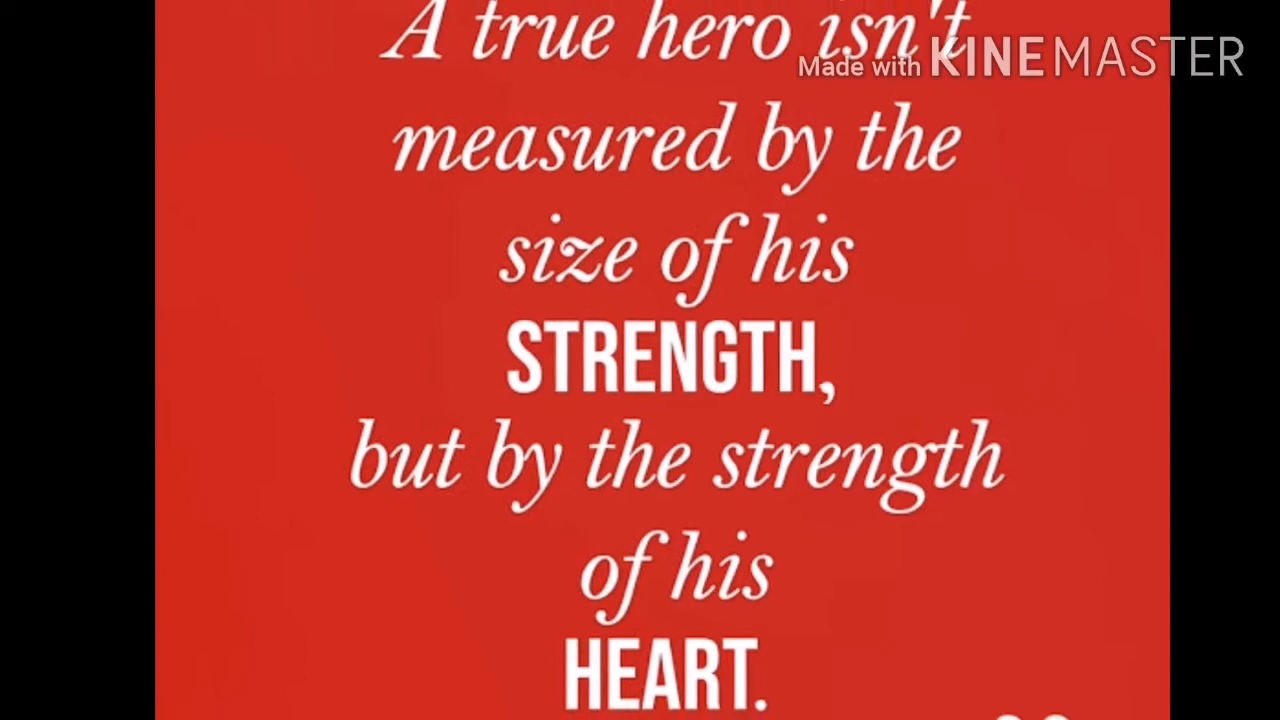 A true hero isn't
Made with KINEMASTER
measured by the
size of his
STRENGTH,
but by the strength
of his
HEART.